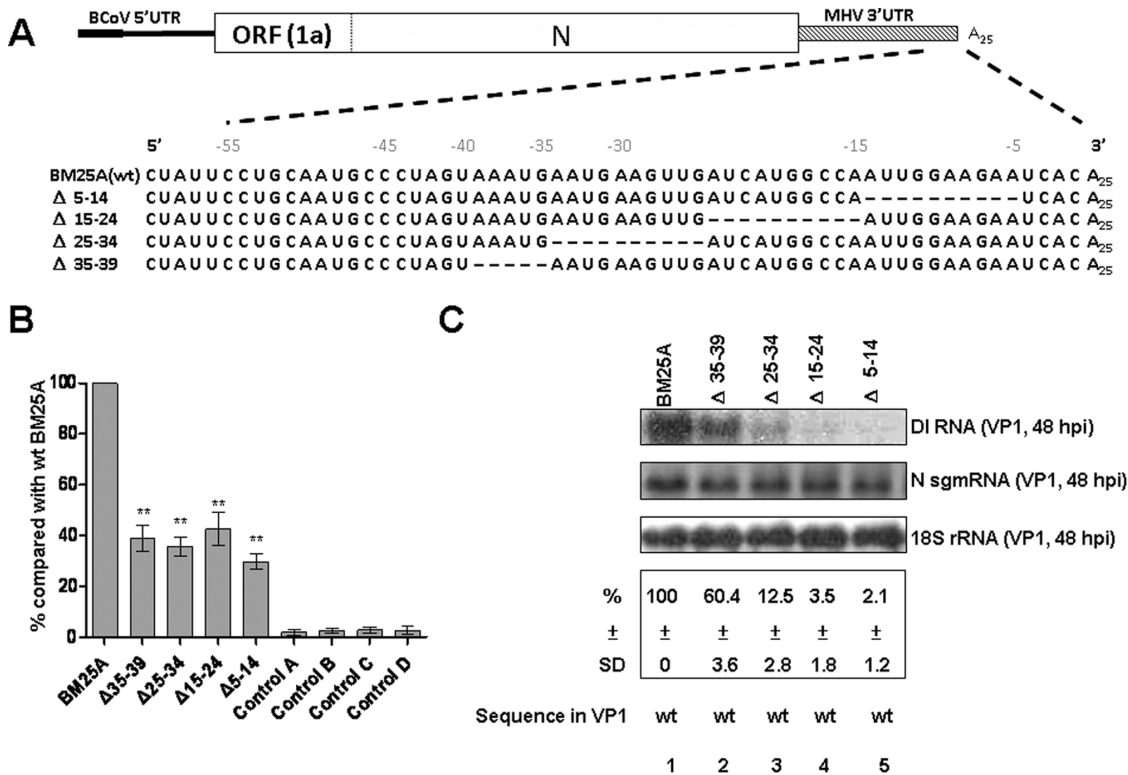 A
BCoV 5'UTR
ORF (1a)
N
MHV 3'UTR
A25
5' -55 -45 -40 -35 -30 -15 -5 3'
BM25A(wt) CUAUUCCUGCAAUGCCCUAGUAAAUGAAUGAAGUUGAUCAUGGCCAAUUGGAAGAAUCACA25
Δ 5-14 CUAUUCCUGCAAUGCCCUAGUAAAUGAAUGAAGUUGAUCAUGGCCA----------UCACA25
Δ 15-24 CUAUUCCUGCAAUGCCCUAGUAAAUGAAUGAAGUUG----------AUUGGAAGAAUCACA25
Δ 25-34 CUAUUCCUGCAAUGCCCUAGUAAAUG----------AUCAUGGCCAAUUGGAAGAAUCACA25
Δ 35-39 CUAUUCCUGCAAUGCCCUAGU-----AAUGAAGUUGAUCAUGGCCAAUUGGAAGAAUCACA25
B
% compared with wt BM25A
100
80
60
40
20
0
** ** ** **
BM25A Δ35-39 Δ25-34 Δ15-24 Δ5-14 Control A Control B Control C Control D
C
BM25A Δ 35-39 Δ 25-34 Δ 15-24 Δ 5-14
DI RNA (VP1, 48 hpi)
N sgmRNA (VP1, 48 hpi)
18S rRNA (VP1, 48 hpi)
% 100 60.4 12.5 3.5 2.1
± ± ± ± ± ±
SD 0 3.6 2.8 1.8 1.2
Sequence in VP1 wt wt wt wt wt
1 2 3 4 5